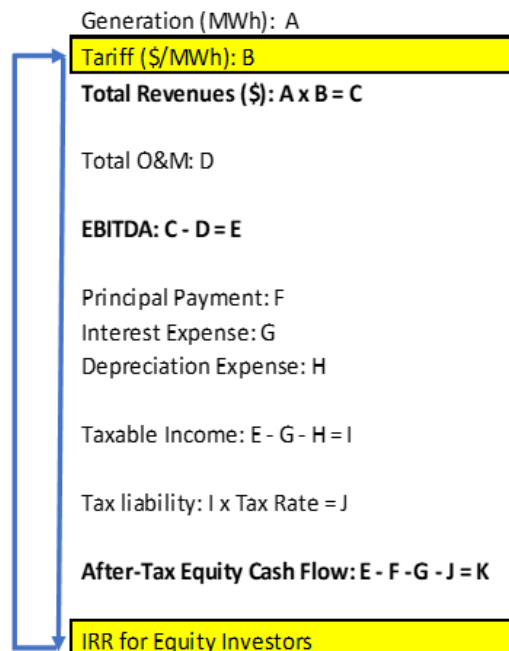 Generation (MWh): A
Tariff ($/MWh): B
Total Revenues ($): A x B = C
Total O&M: D
EBITDA: C - D = E
Principal Payment: F
Interest Expense: G
Depreciation Expense: H
Taxable Income: E - G - H = I
Tax liability: I x Tax Rate = J
After-Tax Equity Cash Flow: E - F -G - J = K
IRR for Equity Investors